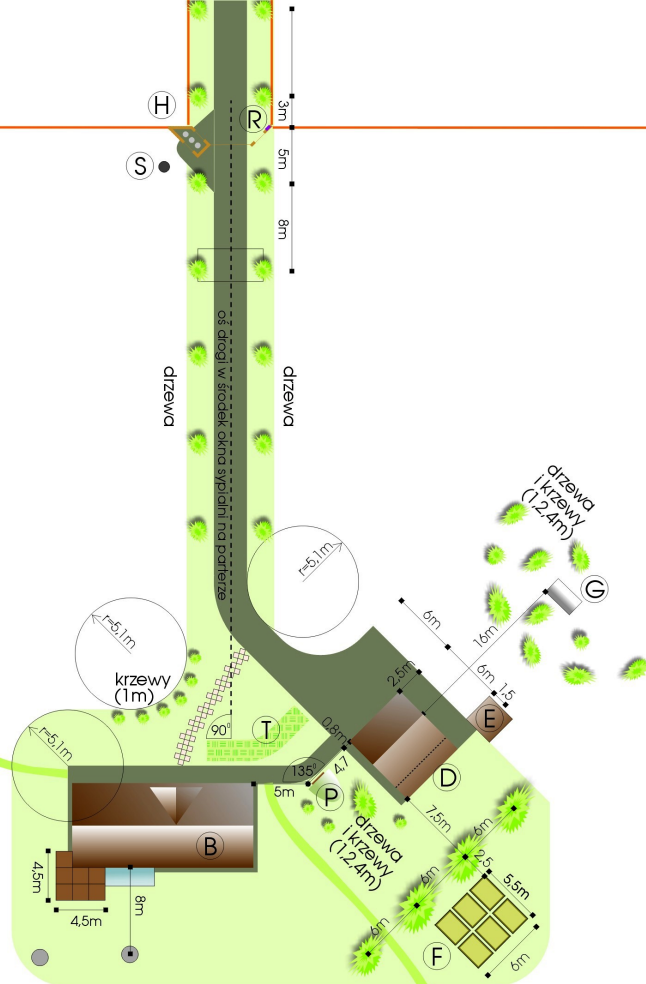 H
R
3m
S
5m
8m
oś drogi w środek okna sypialni na parterze
drzewa
drzewa
drzewa
i krzewy
(1,2,4m)
r=5,1m
G
6m
16m
r=5,1m
krzewy
(1m)
2,5m
6m
1,5
E
r=5,1m
90°
T
0,8m
135°
4,7
D
5m
P
7,5m
drzewa
i krzewy
(1,2,4m)
6m
B
2,5
5,5m
4,5m
6m
8m
4,5m
6m
F
6m